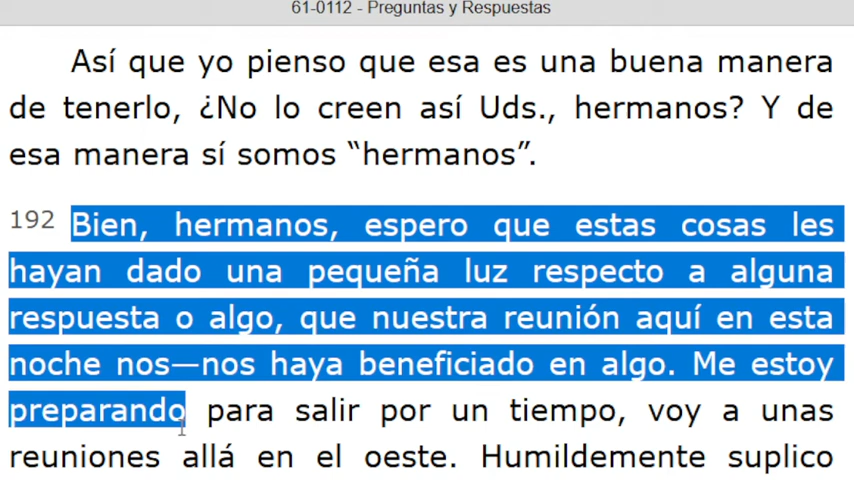 61-0112 - Preguntas y Respuestas
Así que yo pienso que esa es una buena manera
de tenerlo, ¿No lo creen así Uds., hermanos? Y de
esa manera sí somos “hermanos”.
192 Bien, hermanos, espero que estas cosas les
hayan dado una pequeña luz respecto a alguna
respuesta o algo, que nuestra reunión aquí en esta
noche nos—nos haya beneficiado en algo. Me estoy
preparando para salir por un tiempo, voy a unas
reuniones allá en el oeste. Humildemente suplico